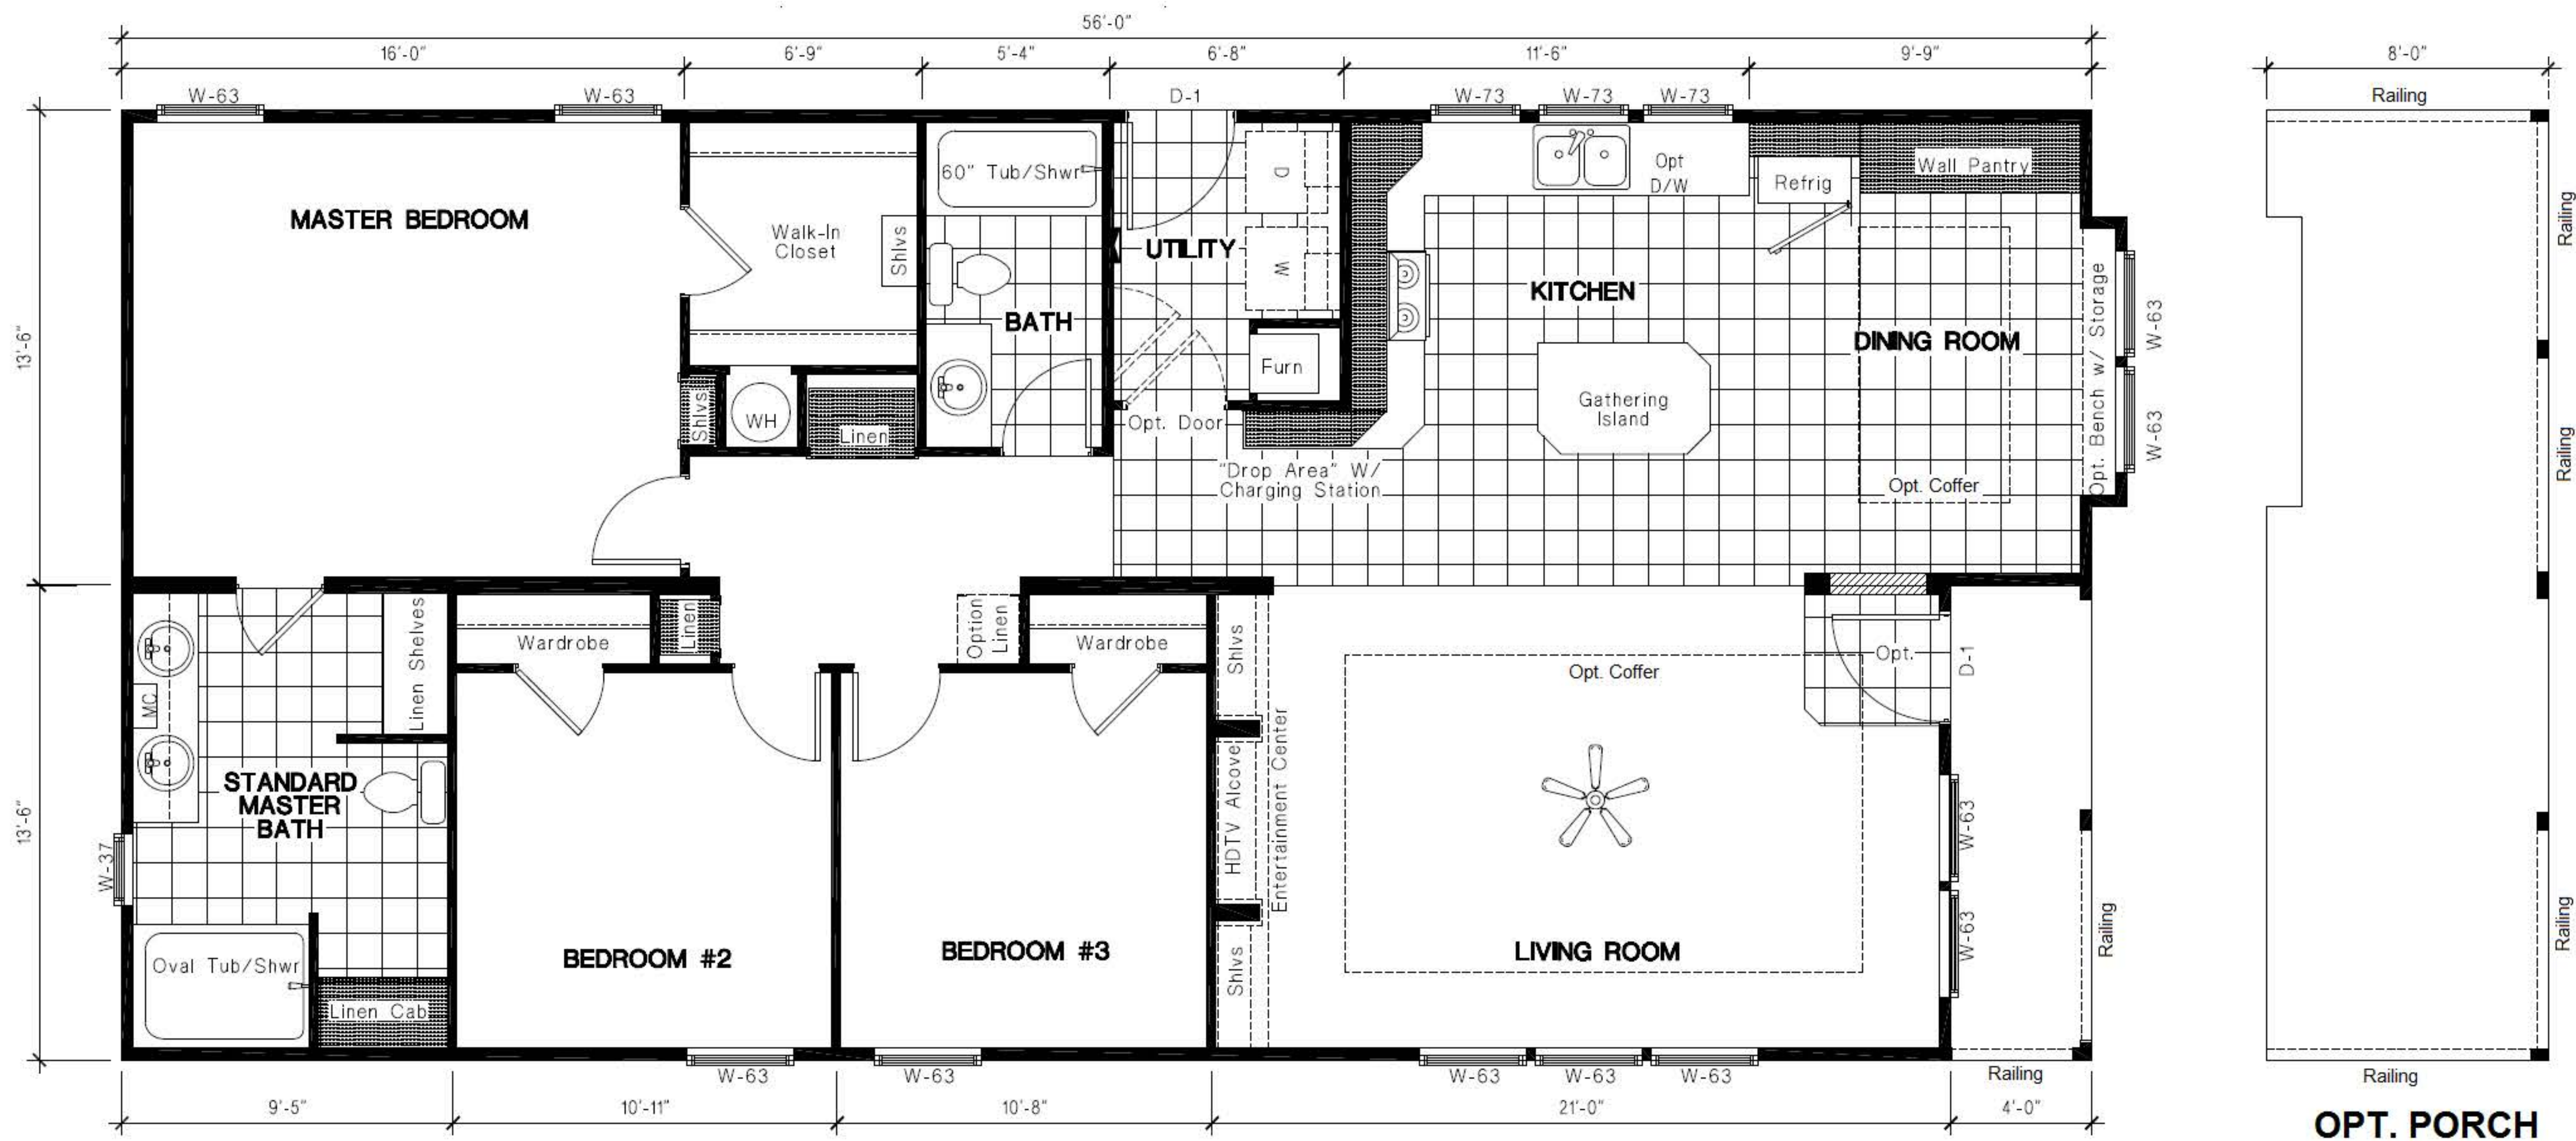 56'-0"
16'-0"
6'-9"
5'-4"
6'-8"
11'-6"
9'-9"
8'-0"
W-63
W-63
D-1
W-73
W-73
W-73
Railing
13'-6"
13'-6"
MASTER BEDROOM
Walk-In
Closet
Shlvs
Shlvs
WH
Linen
60" Tub/Shwr
BATH
UTILITY
D
W
Furn
Opt. Door
"Drop Area" W/
Charging Station
Opt
D/W
Refrig
Wall Pantry
KITCHEN
Gathering
Island
DINING ROOM
Opt. Coffer
Opt. Bench w/ Storage
W-63
W-63
Railing
Railing
Linen Shelves
MC
STANDARD
MASTER
BATH
W-37
Oval Tub/Shwr
Linen Cab
Wardrobe
Linen
Option
Linen
Wardrobe
BEDROOM #2
BEDROOM #3
Shlvs
HDTV Alcove
Entertainment Center
Shlvs
Opt. Coffer
Opt.
D-1
LIVING ROOM
W-63
W-63
Railing
Railing
W-63
W-63
W-63
W-63
W-63
Railing
Railing
9'-5"
10'-11"
10'-8"
21'-0"
4'-0"
OPT. PORCH